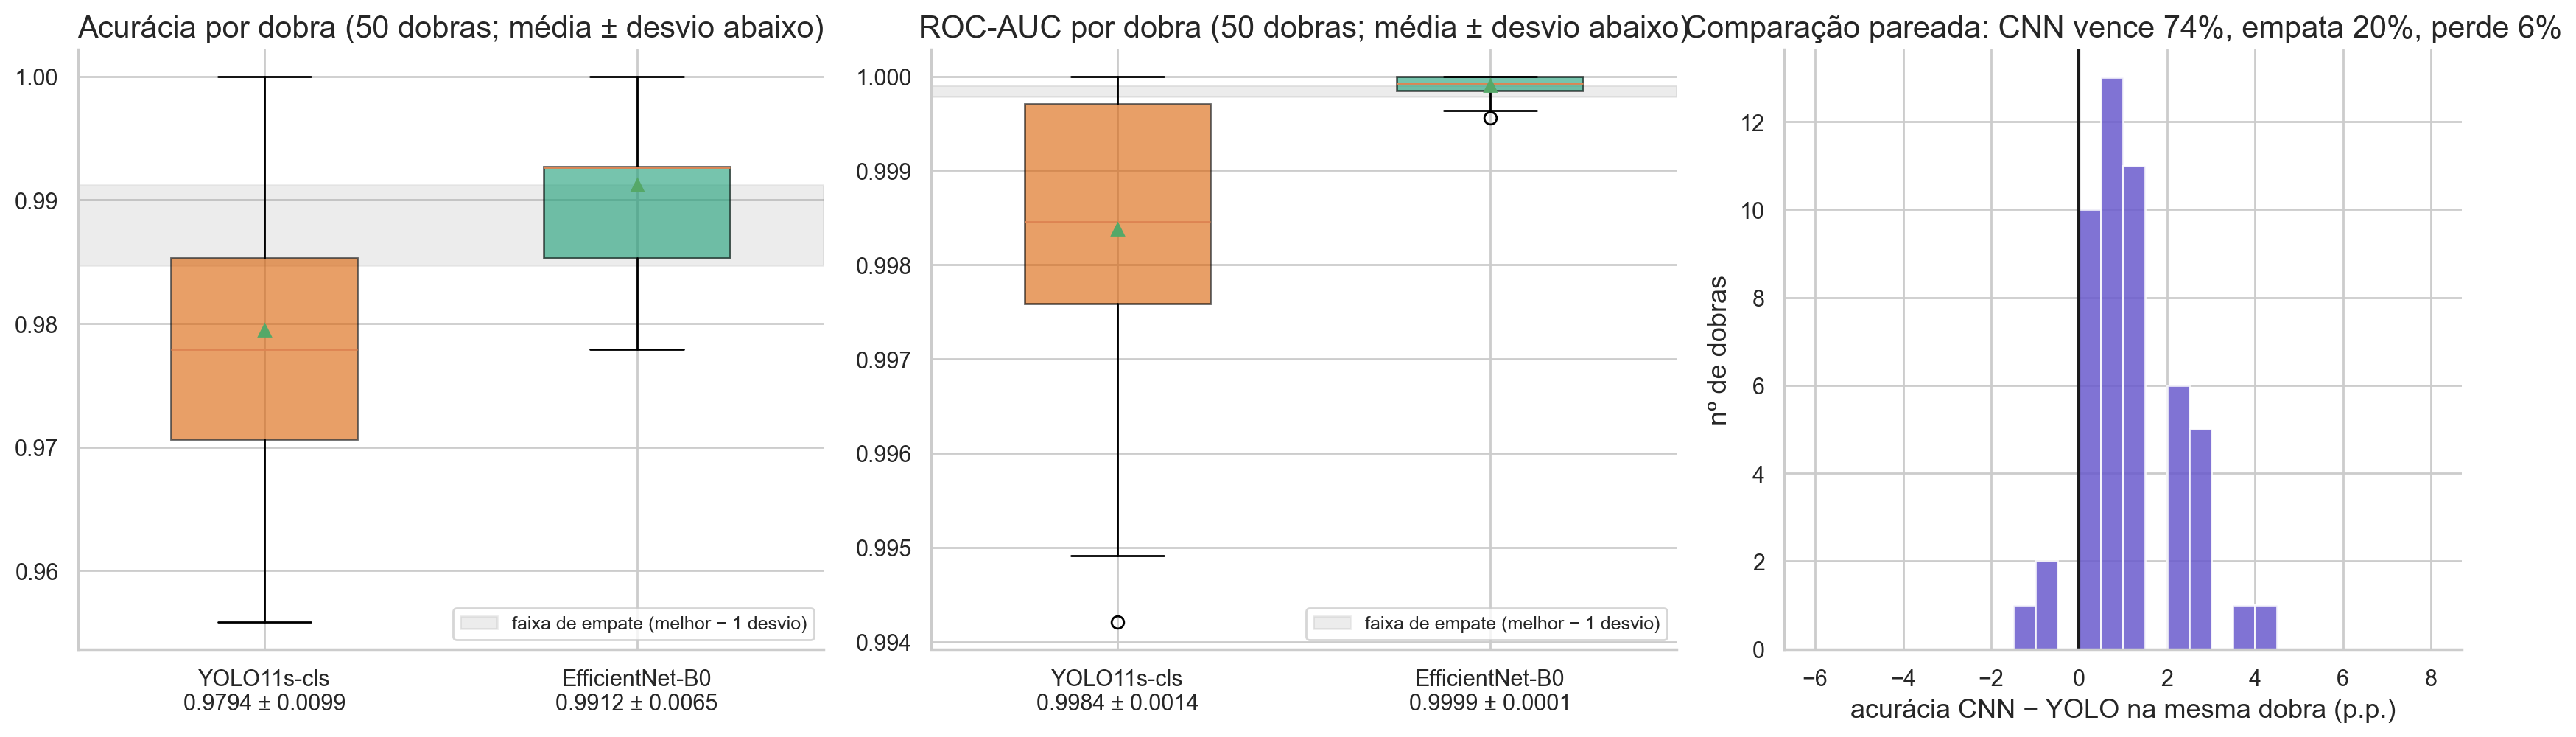 Acurácia por dobra (50 dobras; média ± desvio abaixo)
1.00
0.99
0.98
0.97
0.96
faixa de empate (melhor − 1 desvio)
YOLO11s-cls
0.9794 ± 0.0099
EfficientNet-B0
0.9912 ± 0.0065
ROC-AUC por dobra (50 dobras; média ± desvio abaixo)
1.000
0.999
0.998
0.997
0.996
0.995
0.994
faixa de empate (melhor − 1 desvio)
YOLO11s-cls
0.9984 ± 0.0014
EfficientNet-B0
0.9999 ± 0.0001
Comparação pareada: CNN vence 74%, empata 20%, perde 6%
nº de dobras
12
10
8
6
4
2
0
−6 −4 −2 0 2 4 6 8
acurácia CNN − YOLO na mesma dobra (p.p.)